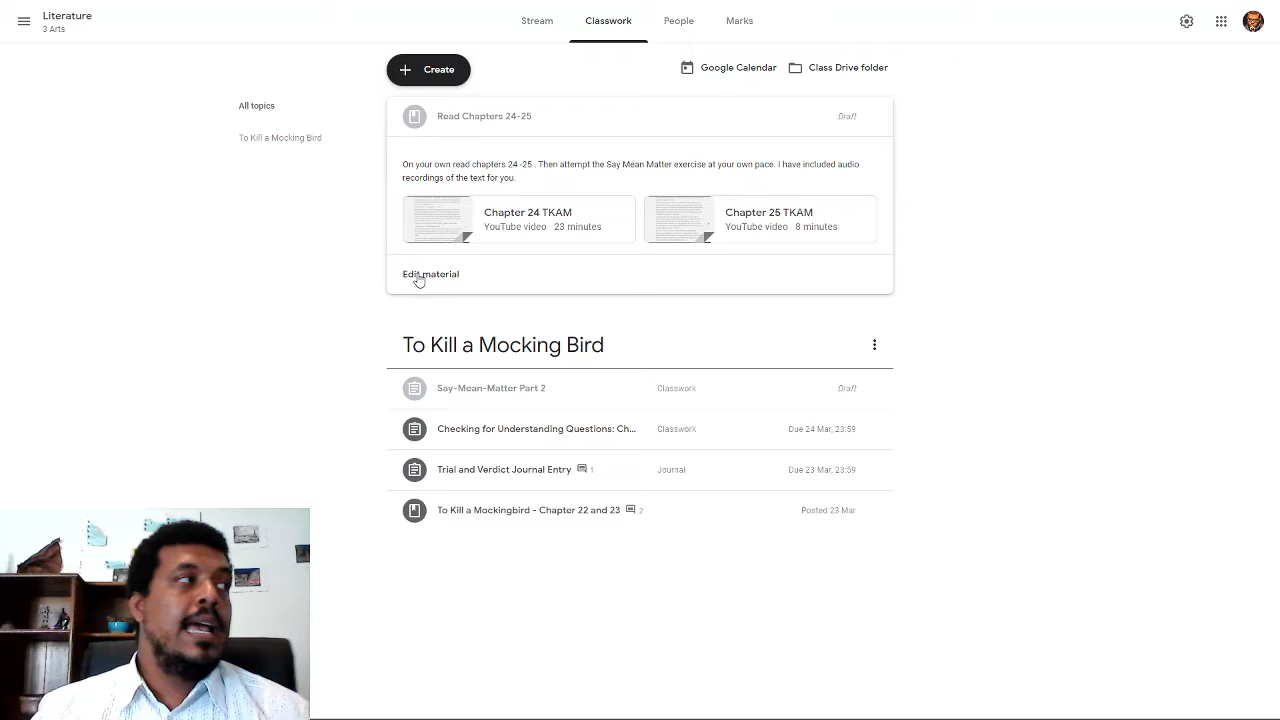 Literature
3 Arts
Stream
Classwork
People
Marks
Create
Google Calendar
Class Drive folder
All topics
To Kill a Mocking Bird
Read Chapters 24-25
Draft
On your own read chapters 24 -25 . Then attempt the Say Mean Matter exercise at your own pace. I have included audio
recordings of the text for you.
Chapter 24 TKAM
YouTube video 23 minutes
Chapter 25 TKAM
YouTube video 8 minutes
Edit material
To Kill a Mocking Bird
Say-Mean-Matter Part 2
Classwork
Draft
Checking for Understanding Questions: Ch...
Classwork
Due 24 Mar, 23:59
Trial and Verdict Journal Entry
1
Journal
Due 23 Mar, 23:59
To Kill a Mockingbird - Chapter 22 and 23
2
Posted 23 Mar